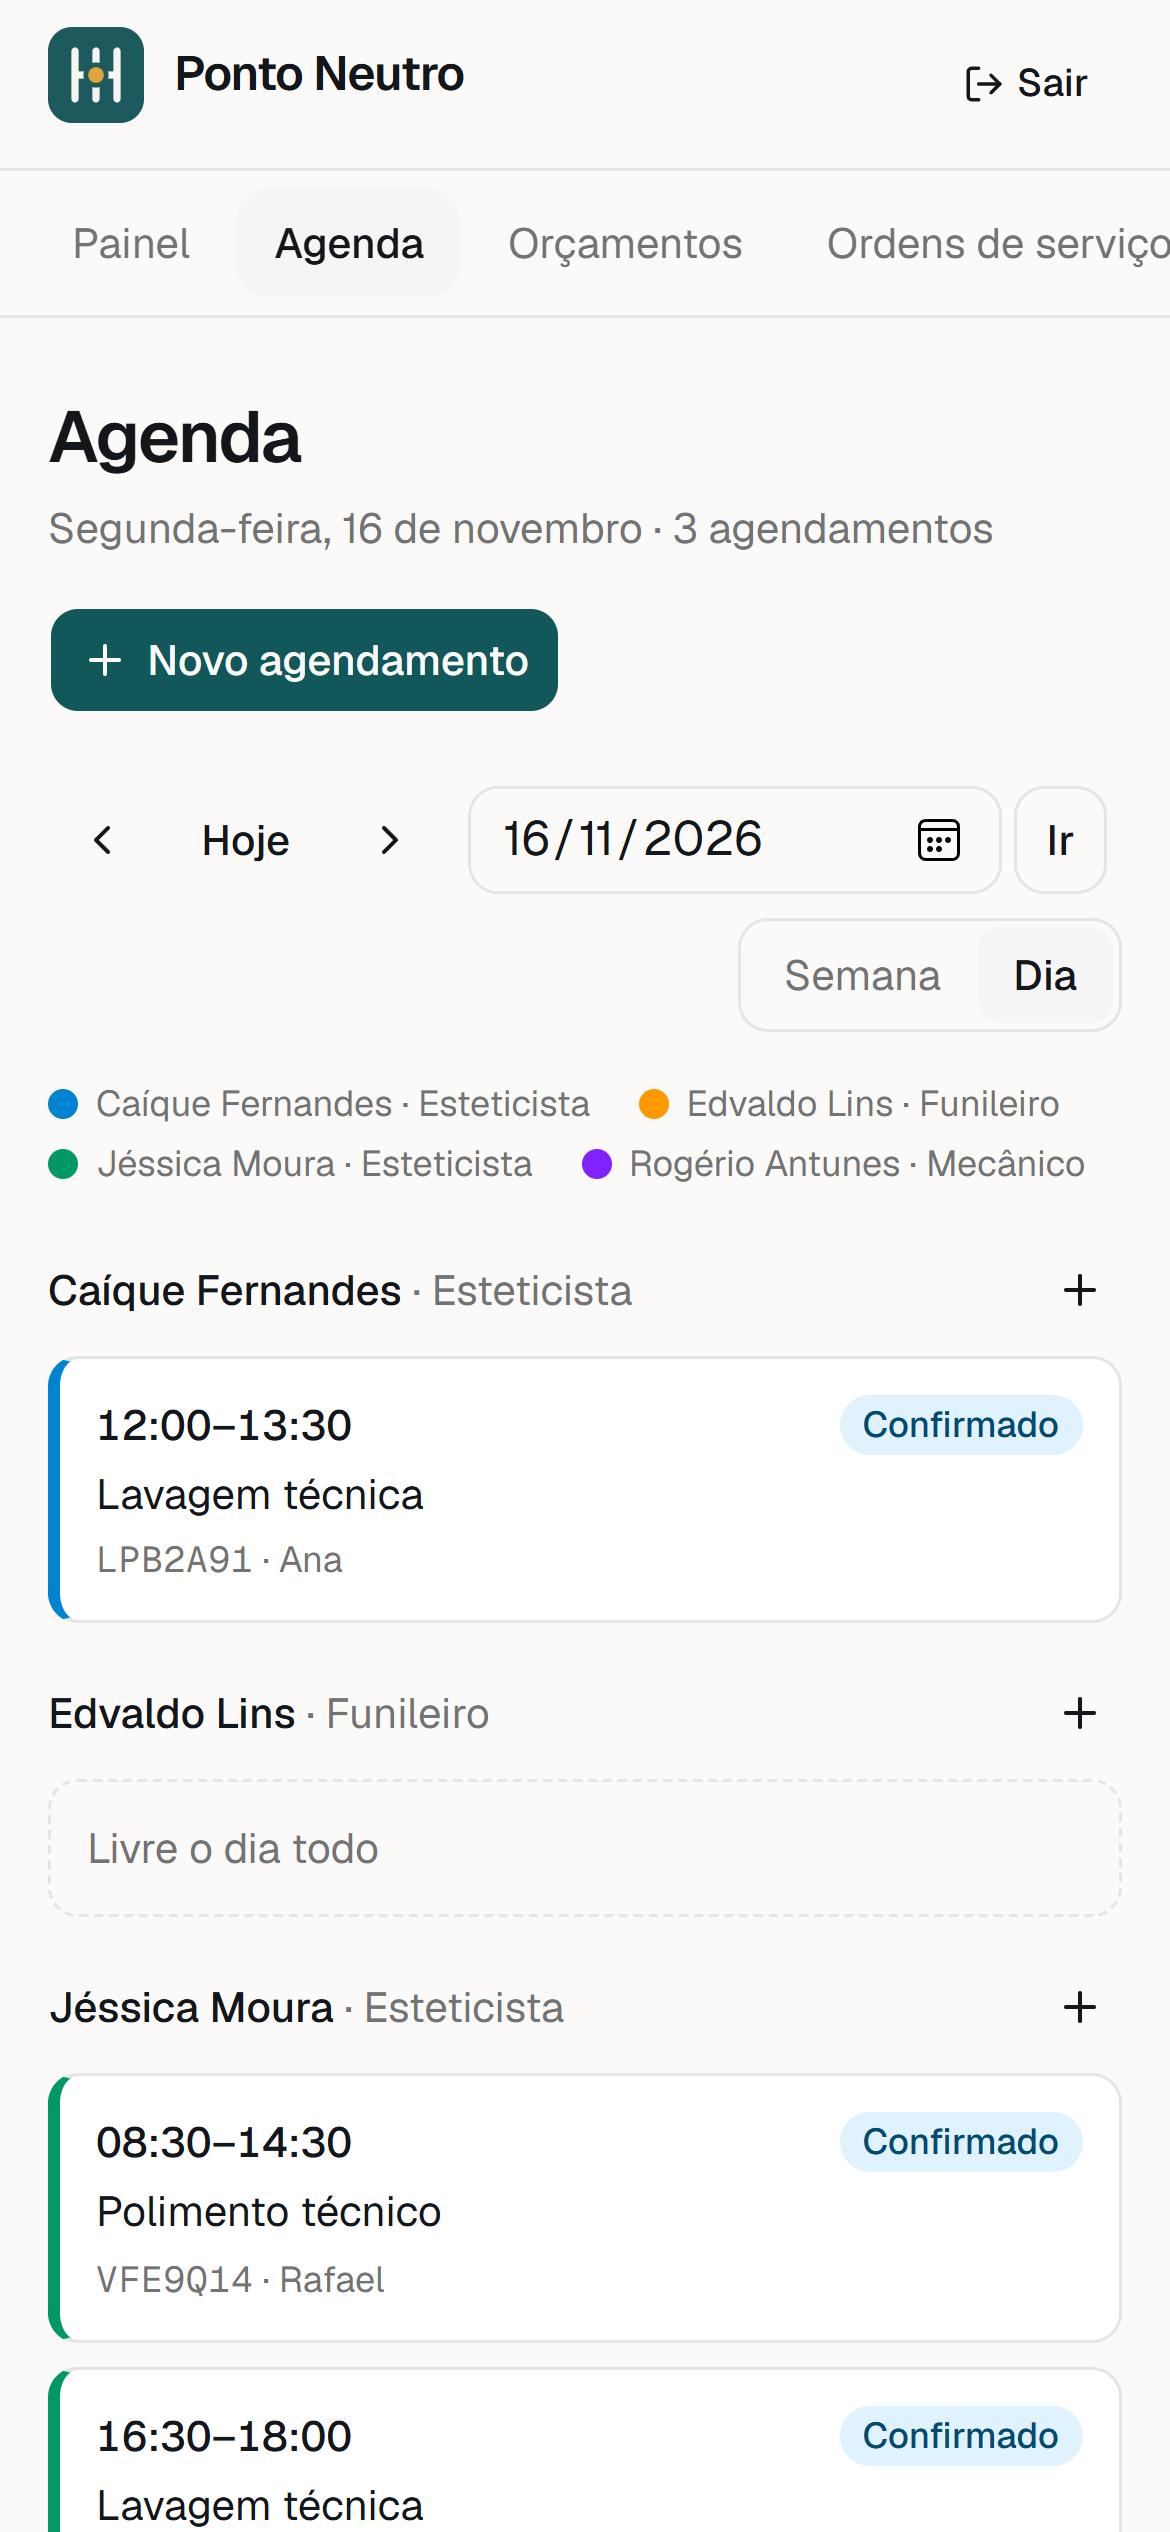 Ponto Neutro
Sair
Painel
Agenda
Orçamentos
Ordens de serviço
Agenda
Segunda-feira, 16 de novembro · 3 agendamentos
Novo agendamento
Hoje
16/11/2026
Ir
Semana
Dia
Caíque Fernandes · Esteticista
Edvaldo Lins · Funileiro
Jéssica Moura · Esteticista
Rogério Antunes · Mecânico
Caíque Fernandes · Esteticista
12:00–13:30
Confirmado
Lavagem técnica
LPB2A91 · Ana
Edvaldo Lins · Funileiro
Livre o dia todo
Jéssica Moura · Esteticista
08:30–14:30
Confirmado
Polimento técnico
VFE9Q14 · Rafael
16:30–18:00
Confirmado
Lavagem técnica